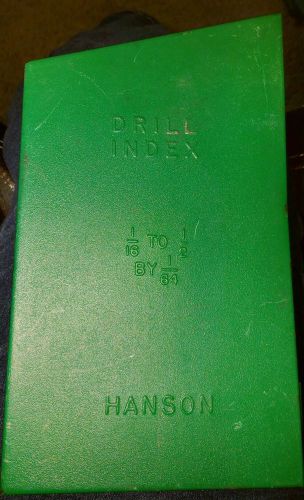 DRILL
INDEX
1/16 TO 1/2
BY 1/64
HANSON